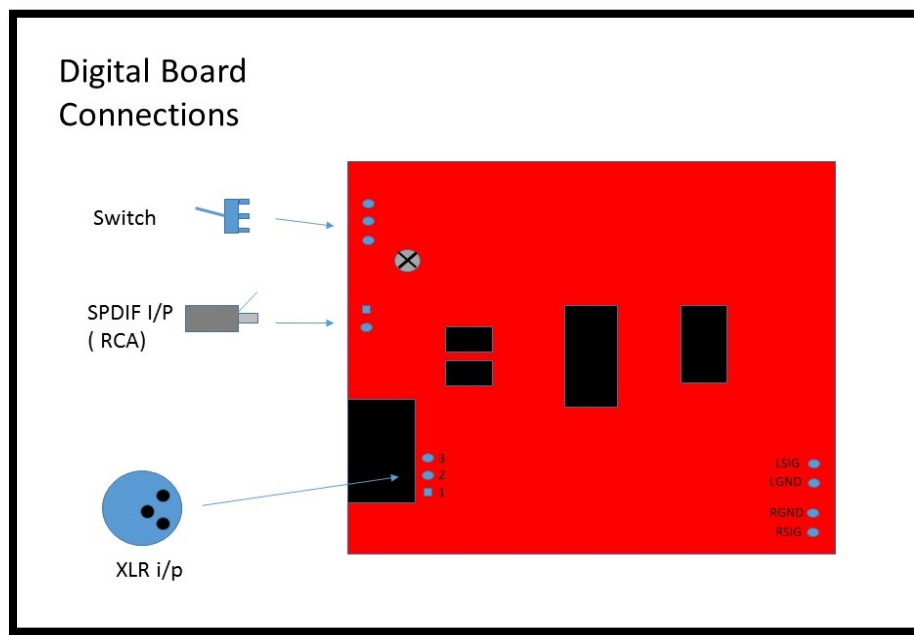 Digital Board
Connections
Switch
SPDIF I/P
( RCA)
3
2
1
XLR i/p
LSIG
LGND
RGND
RSIG